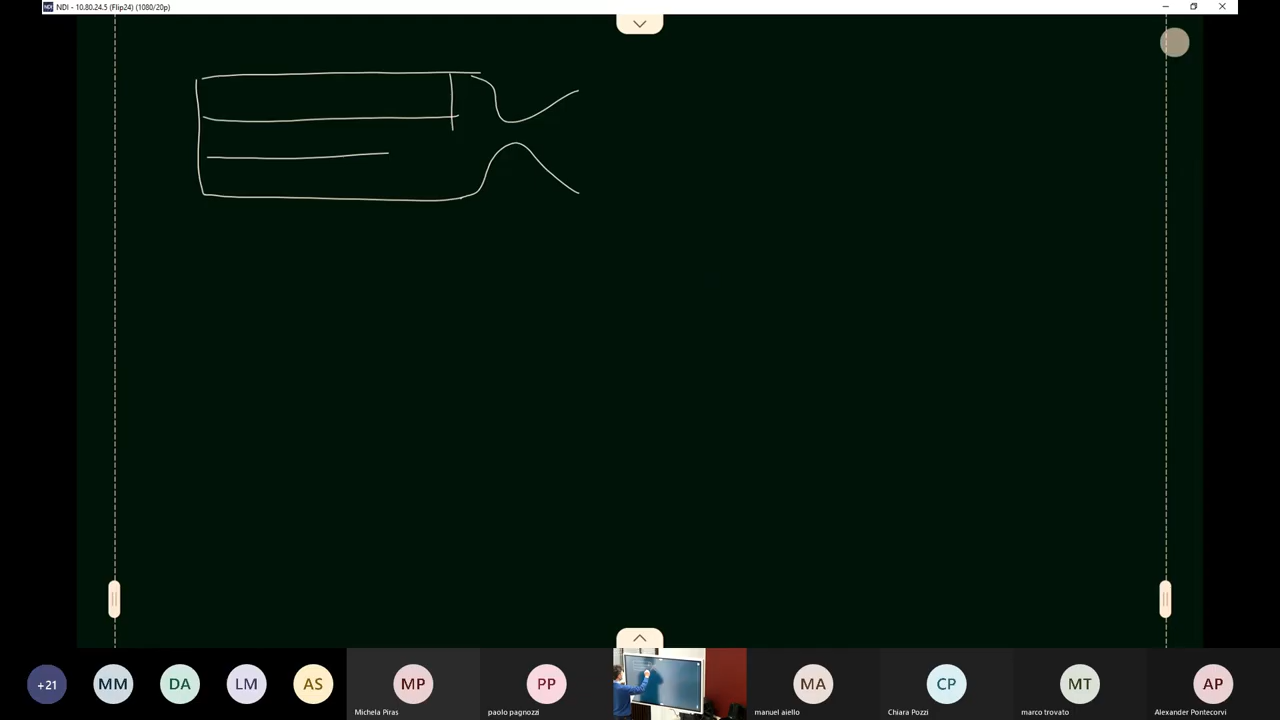 NDI - 10.80.24.5 (Flip24) (1080/20p)
+21
MM
DA
LM
AS
MP
PP
MA
CP
MT
AP
Michela Piras
paolo pagnozzi
manuel aiello
Chiara Pozzi
marco trovato
Alexander Pontecorvi